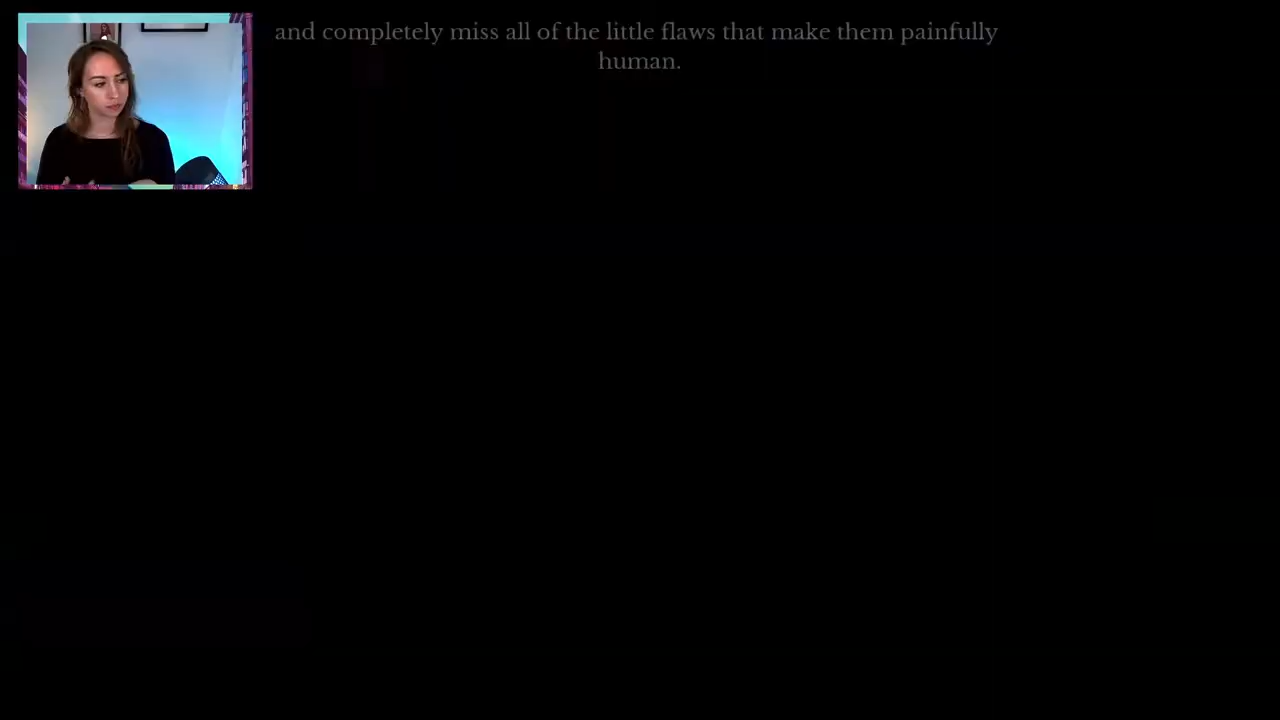 and completely miss all of the little flaws that make them painfully
human.